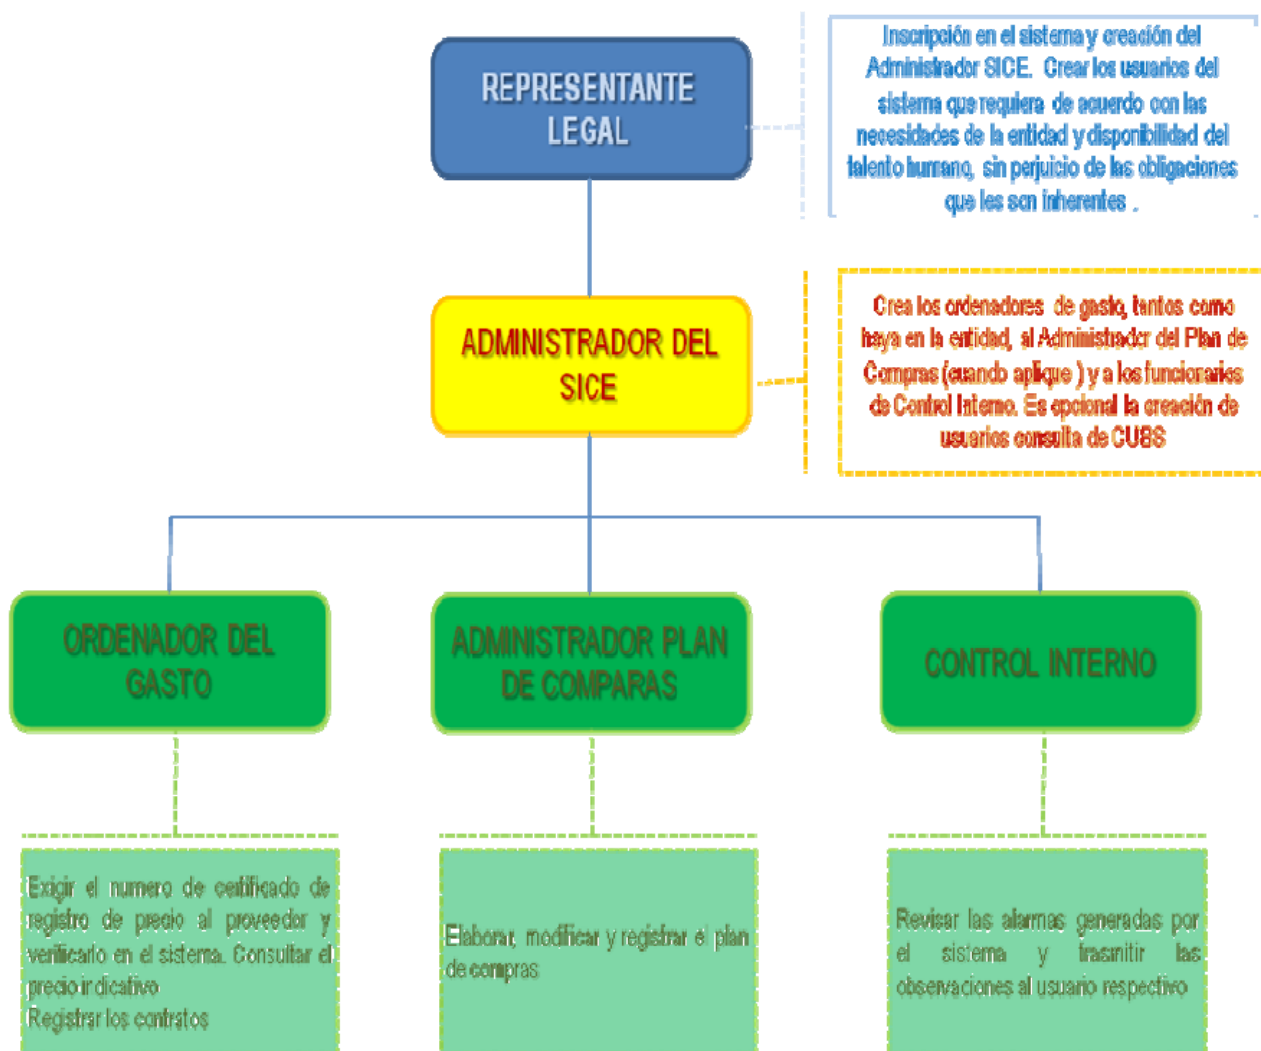 REPRESENTANTE
LEGAL
Inscripción en el sistema y creación del
Administrador SICE. Crear los usuarios del
sistema que requiera de acuerdo con las
necesidades de la entidad y disponibilidad del
talento humano, sin perjuicio de las obligaciones
que les son inherentes .
ADMINISTRADOR DEL
SICE
Crea los ordenadores de gasto, tantos como
haya en la entidad, al Administrador del Plan de
Compras (cuando aplique ) y a los funcionarios
de Control Interno. Es opcional la creación de
usuarios consulta de CUBS
ORDENADOR DEL
GASTO
ADMINISTRADOR PLAN
DE COMPARAS
CONTROL INTERNO
Exigir el numero de certificado de
registro de precio al proveedor y
verificarlo en el sistema. Consultar el
precio indicativo
Registrar los contratos
Elaborar, modificar y registrar el plan
de compras
Revisar las alarmas generadas por
el sistema y trasmitir las
observaciones al usuario respectivo